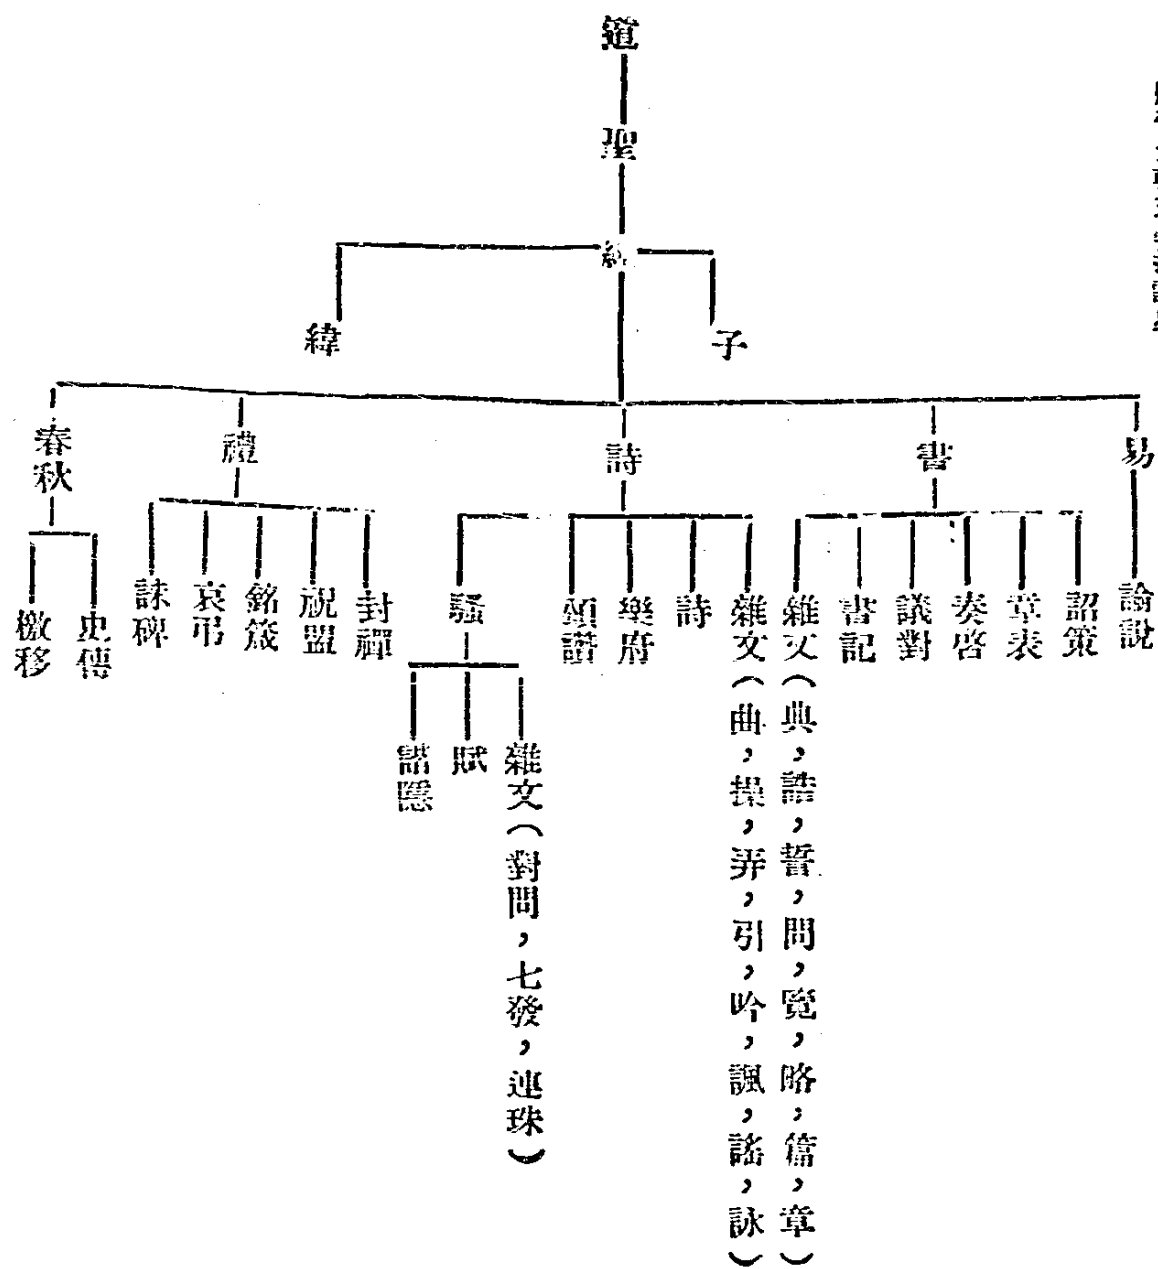 道
聖
經
子
緯
易
書
詩
禮
春秋
論說
詔策
章表
奏啓
議對
書記
雜文(典,誥,誓,問,覽,略,篇,章)
雜文(曲,操,弄,引,吟,諷,謠,詠)
詩
樂府
頌讚
騷
雜文(對問,七發,連珠)
賦
諧隱
封禪
祝盟
銘箴
哀弔
誄碑
史傳
檄移